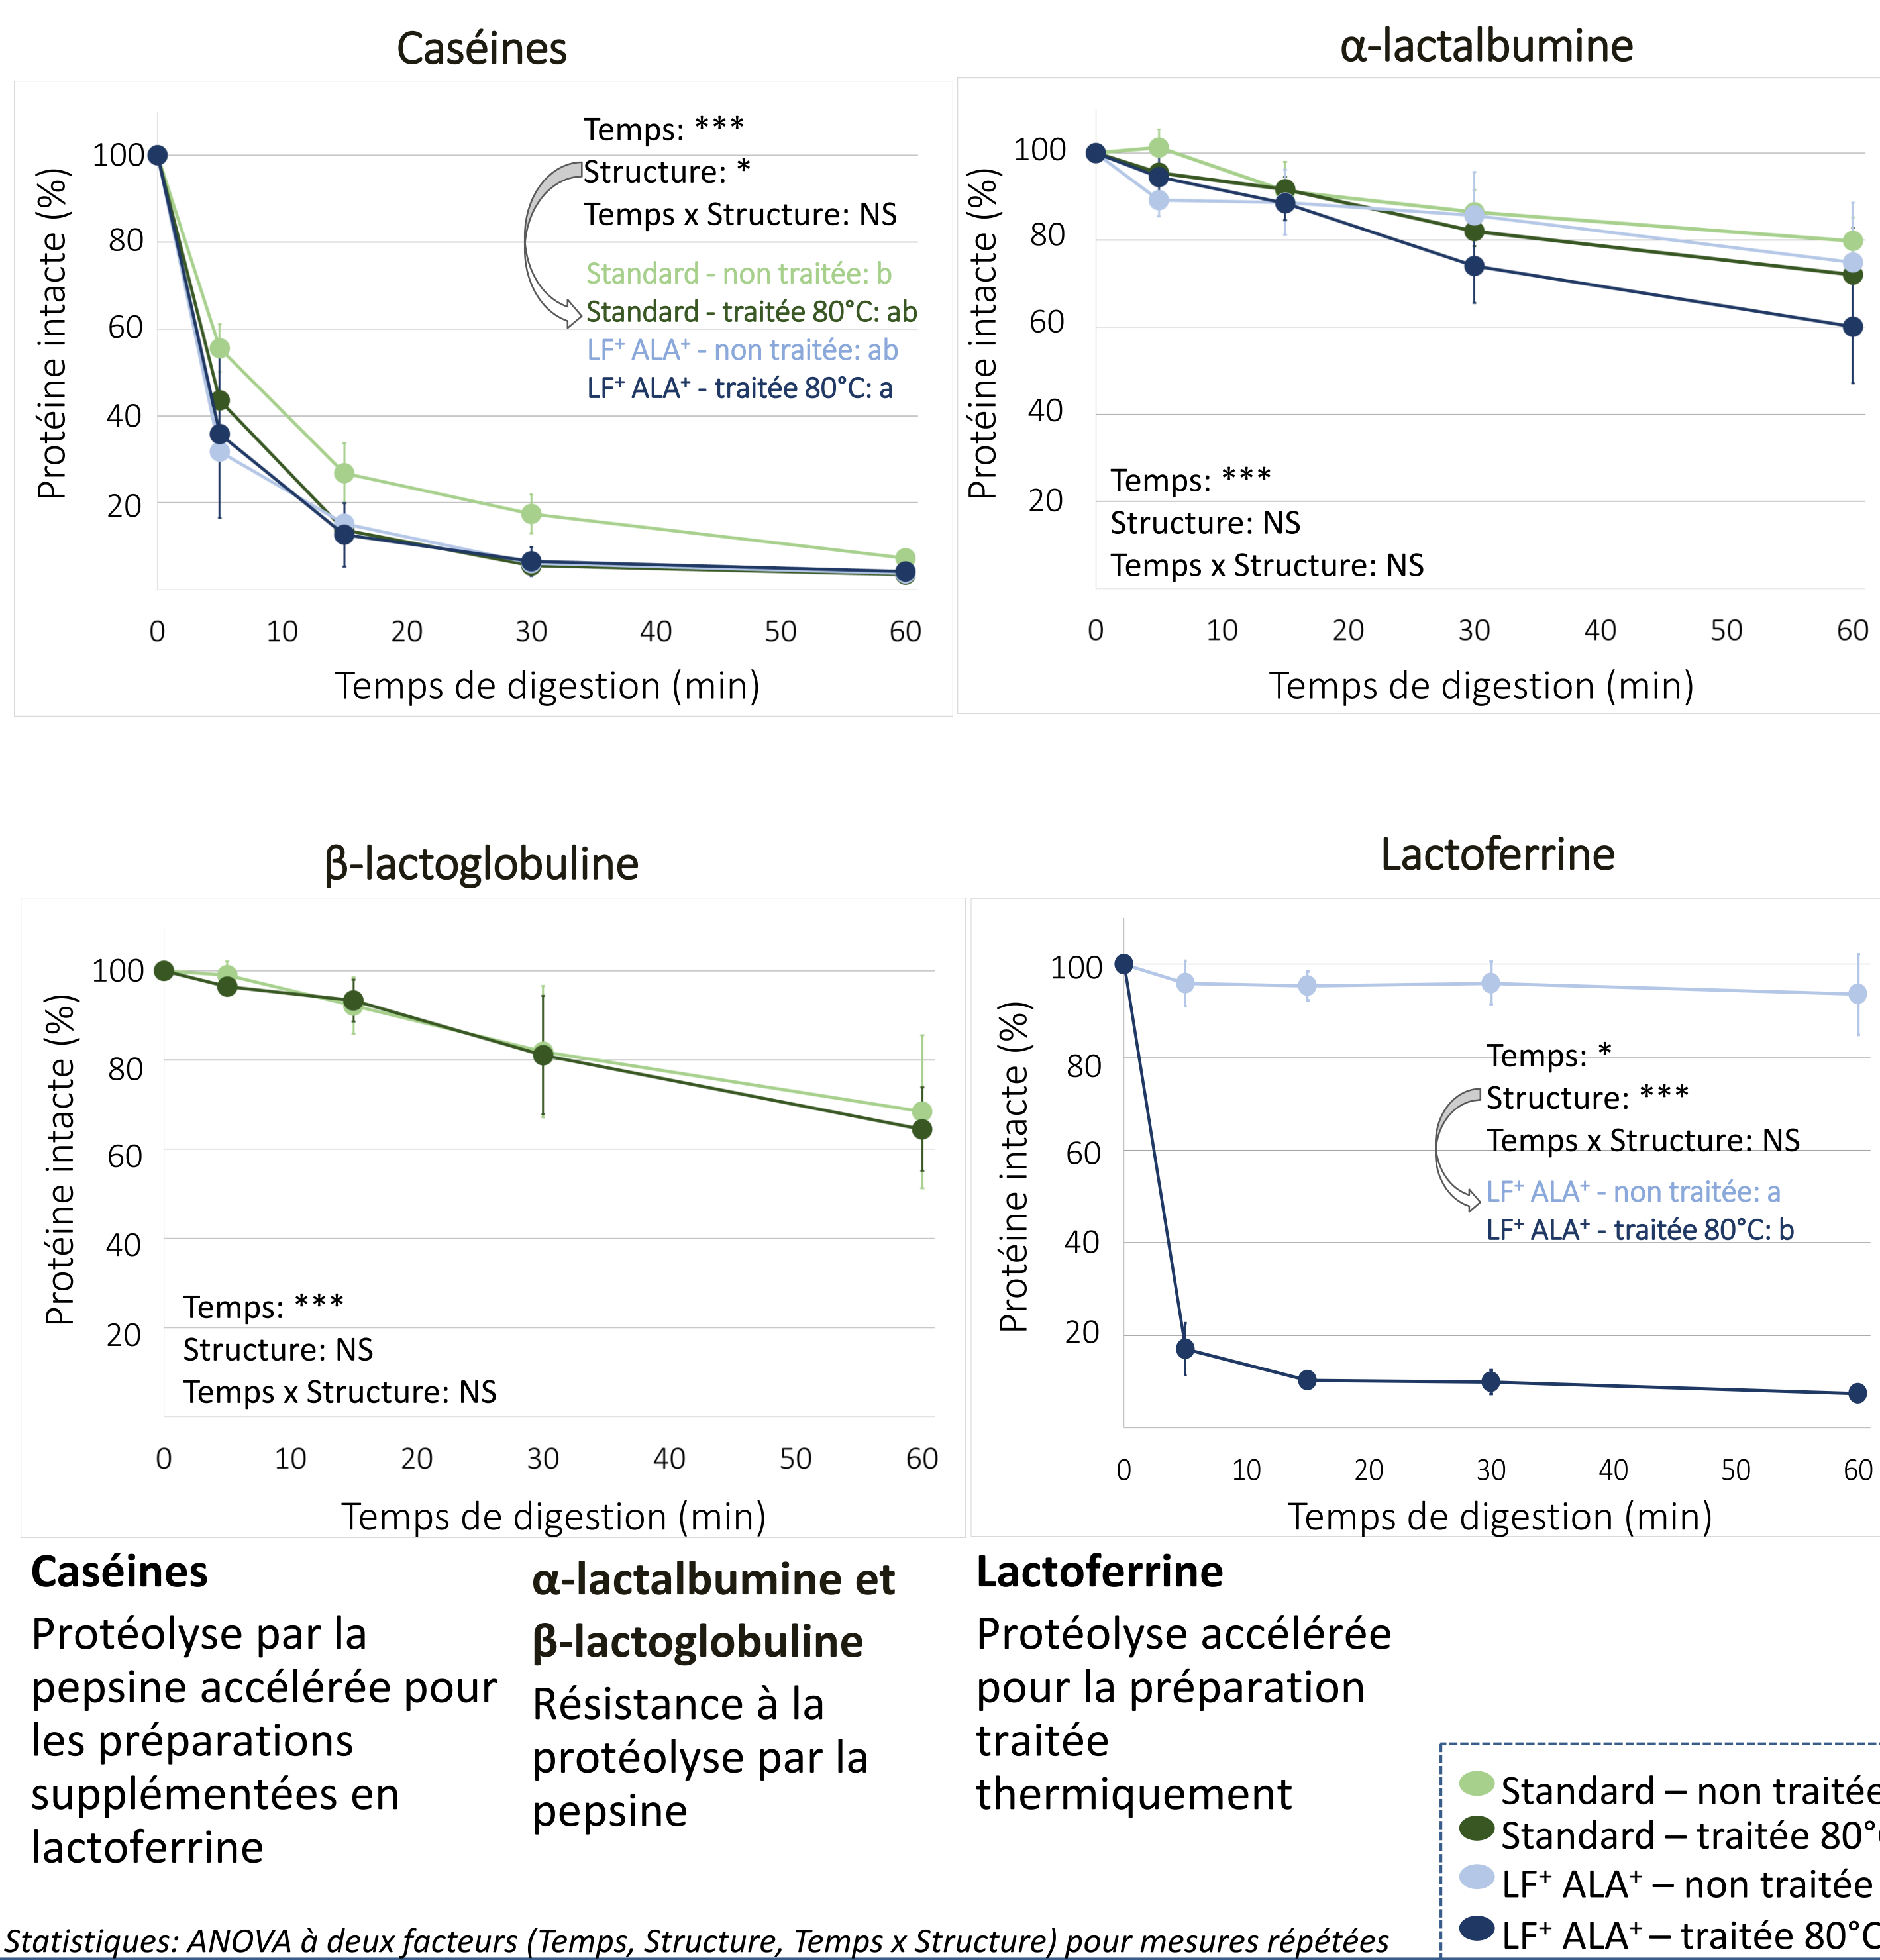 Caséines
Protéine intacte (%)
100
80
60
40
20
0 10 20 30 40 50 60
Temps de digestion (min)
Temps: ***
Structure: *
Temps x Structure: NS
Standard - non traitée: b
Standard - traitée 80°C: ab
LF⁺ ALA⁺ - non traitée: ab
LF⁺ ALA⁺ - traitée 80°C: a
α-lactalbumine
Protéine intacte (%)
100
80
60
40
20
Temps: ***
Structure: NS
Temps x Structure: NS
0 10 20 30 40 50 60
Temps de digestion (min)
β-lactoglobuline
Protéine intacte (%)
100
80
60
40
20
Temps: ***
Structure: NS
Temps x Structure: NS
0 10 20 30 40 50 60
Temps de digestion (min)
Lactoferrine
Protéine intacte (%)
100
80
60
40
20
Temps: *
Structure: ***
Temps x Structure: NS
LF⁺ ALA⁺ - non traitée: a
LF⁺ ALA⁺ - traitée 80°C: b
0 10 20 30 40 50 60
Temps de digestion (min)
Caséines
Protéolyse par la
pepsine accélérée pour
les préparations
supplémentées en
lactoferrine
α-lactalbumine et
β-lactoglobuline
Résistance à la
protéolyse par la
pepsine
Lactoferrine
Protéolyse accélérée
pour la préparation
traitée
thermiquement
Standard – non traitée
Standard – traitée 80°C
LF⁺ ALA⁺ – non traitée
LF⁺ ALA⁺ – traitée 80°C
Statistiques: ANOVA à deux facteurs (Temps, Structure, Temps x Structure) pour mesures répétées